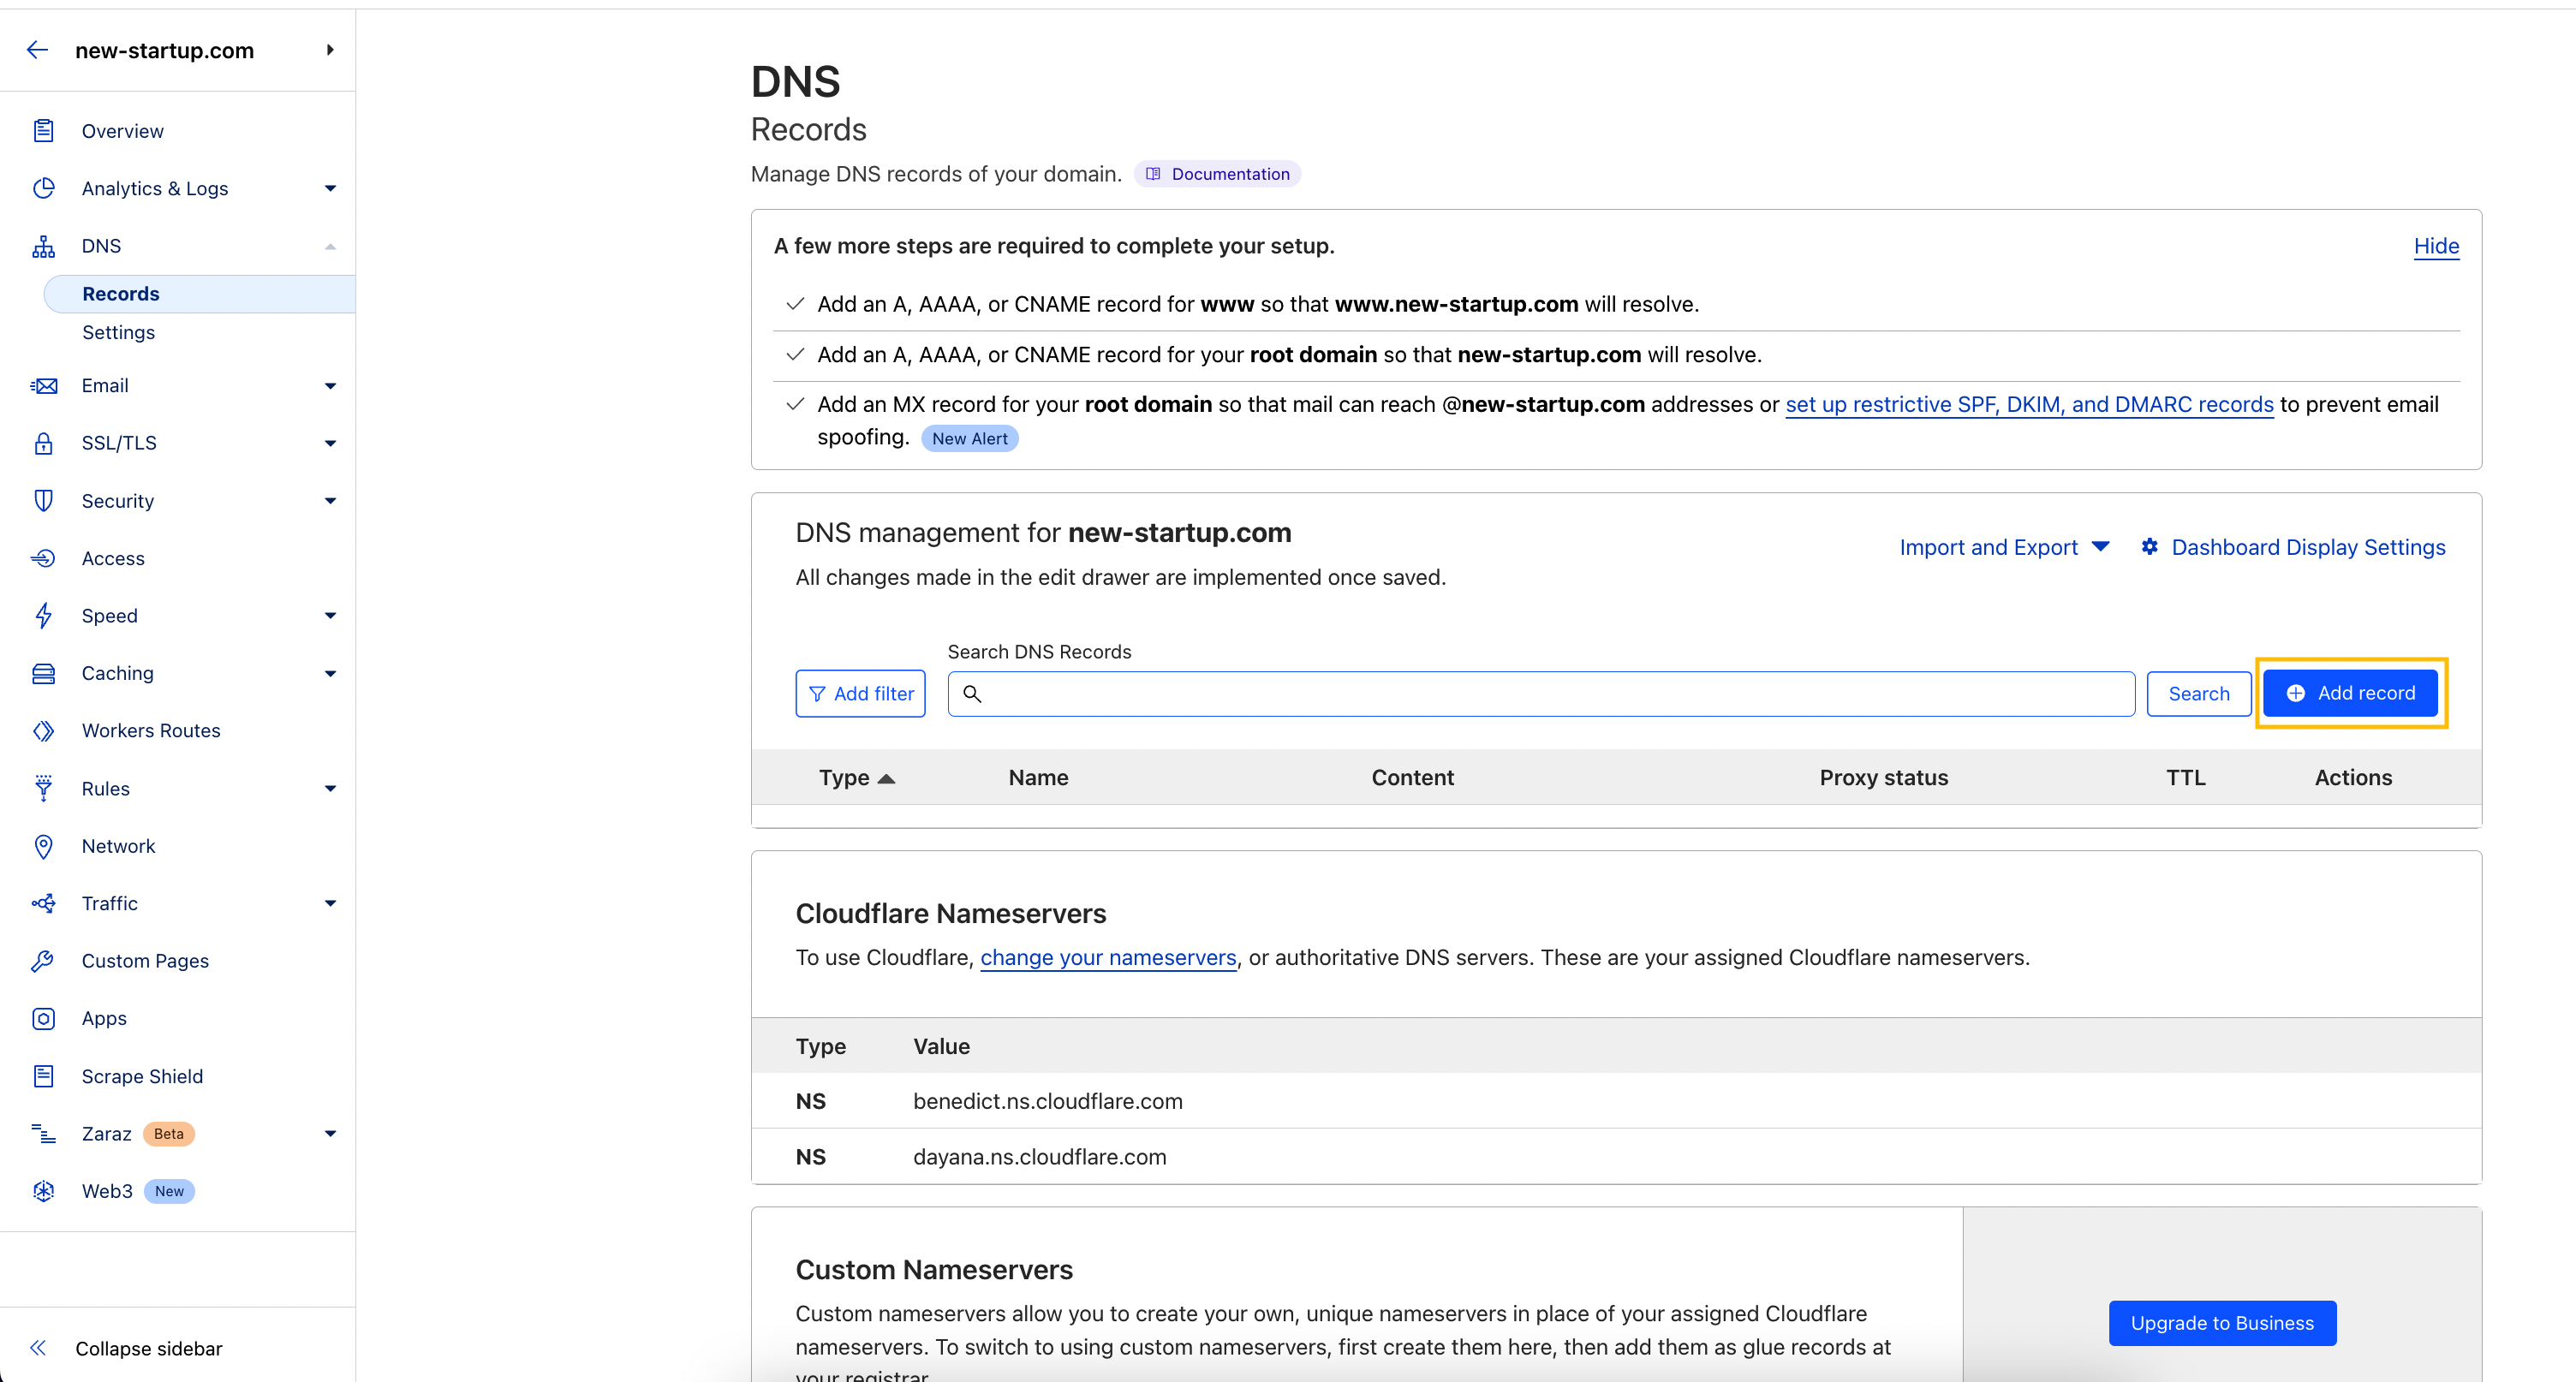 new-startup.com
Overview
Analytics & Logs
DNS
Records
Settings
Email
SSL/TLS
Security
Access
Speed
Caching
Workers Routes
Rules
Network
Traffic
Custom Pages
Apps
Scrape Shield
Zaraz Beta
Web3 New
Collapse sidebar
DNS
Records
Manage DNS records of your domain. Documentation
A few more steps are required to complete your setup. Hide
Add an A, AAAA, or CNAME record for www so that www.new-startup.com will resolve.
Add an A, AAAA, or CNAME record for your root domain so that new-startup.com will resolve.
Add an MX record for your root domain so that mail can reach @new-startup.com addresses or set up restrictive SPF, DKIM, and DMARC records to prevent email
spoofing. New Alert
DNS management for new-startup.com
Import and Export Dashboard Display Settings
All changes made in the edit drawer are implemented once saved.
Search DNS Records
Add filter Search Add record
Type Name Content Proxy status TTL Actions
Cloudflare Nameservers
To use Cloudflare, change your nameservers, or authoritative DNS servers. These are your assigned Cloudflare nameservers.
Type Value
NS benedict.ns.cloudflare.com
NS dayana.ns.cloudflare.com
Custom Nameservers
Custom nameservers allow you to create your own, unique nameservers in place of your assigned Cloudflare
nameservers. To switch to using custom nameservers, first create them here, then add them as glue records at
your registrar
Upgrade to Business